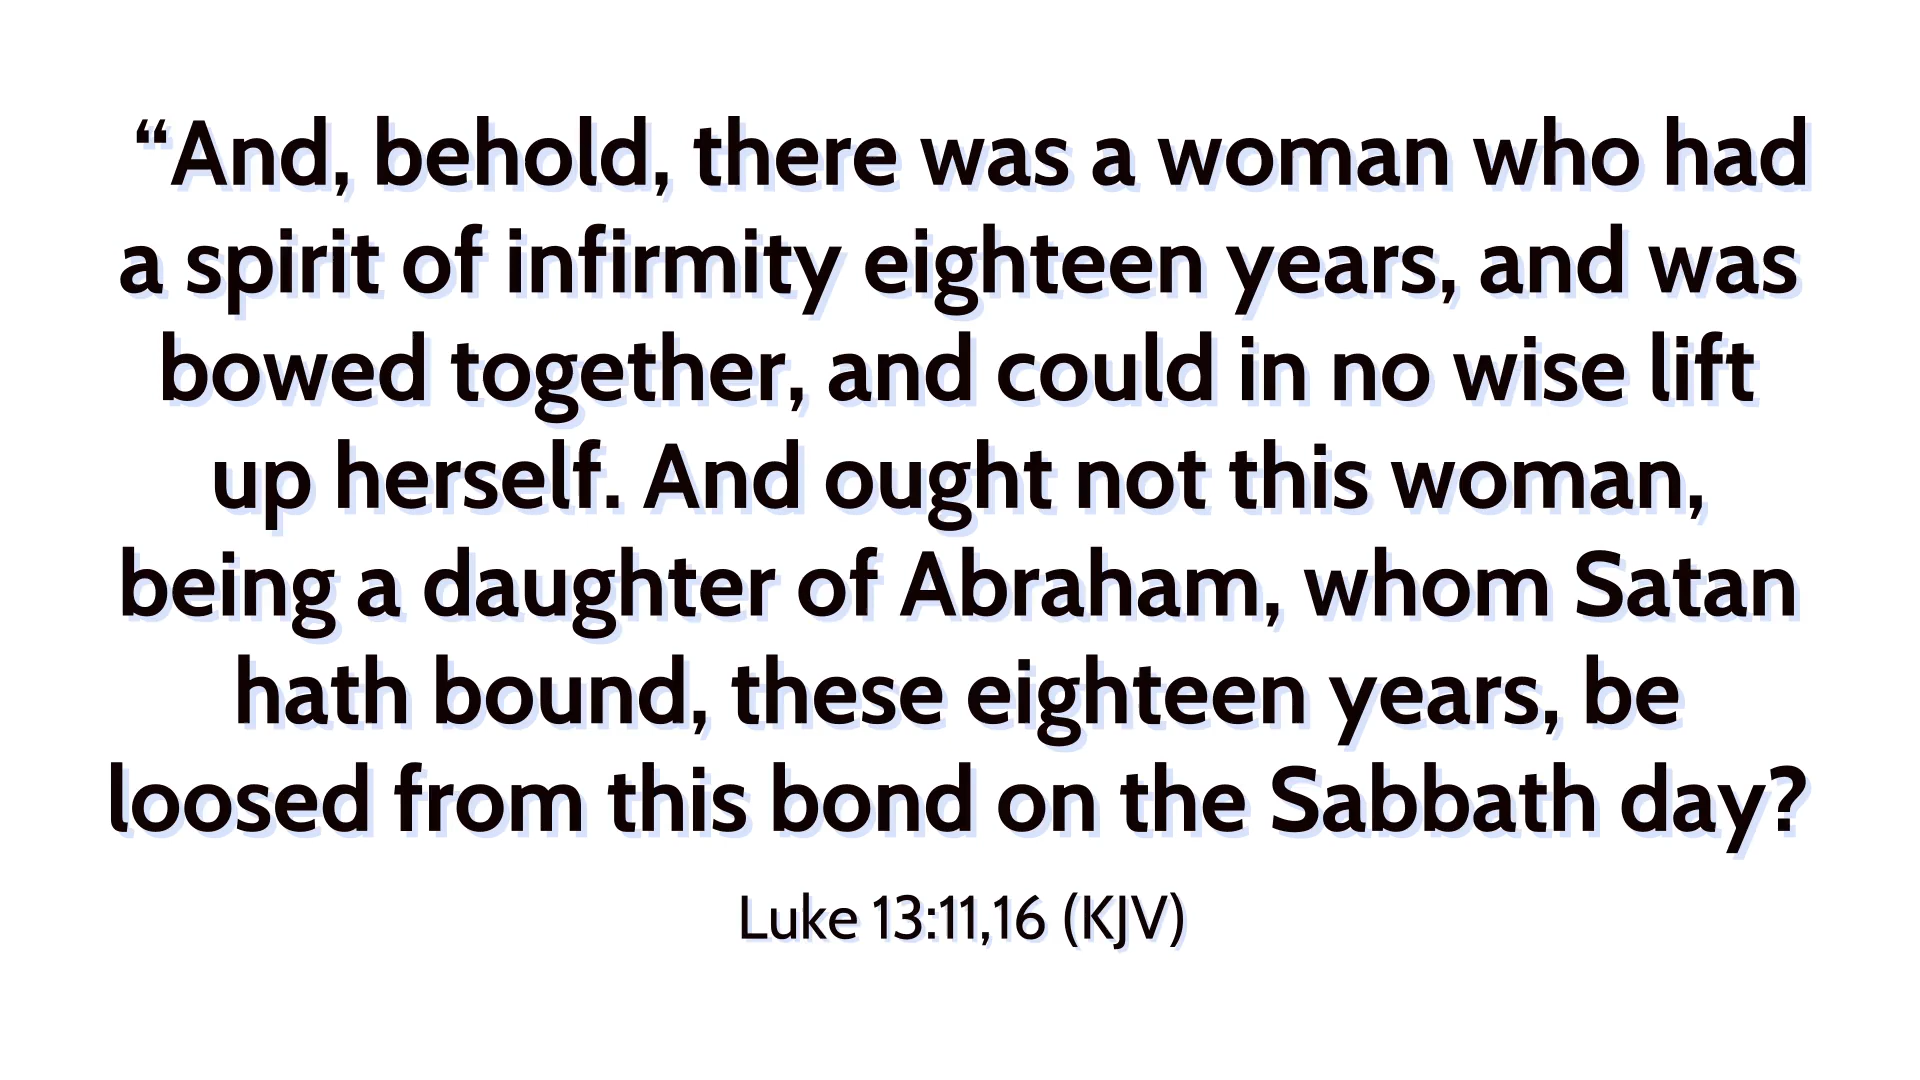 “And, behold, there was a woman who had
a spirit of infirmity eighteen years, and was
bowed together, and could in no wise lift
up herself. And ought not this woman,
being a daughter of Abraham, whom Satan
hath bound, these eighteen years, be
loosed from this bond on the Sabbath day?
Luke 13:11,16 (KJV)